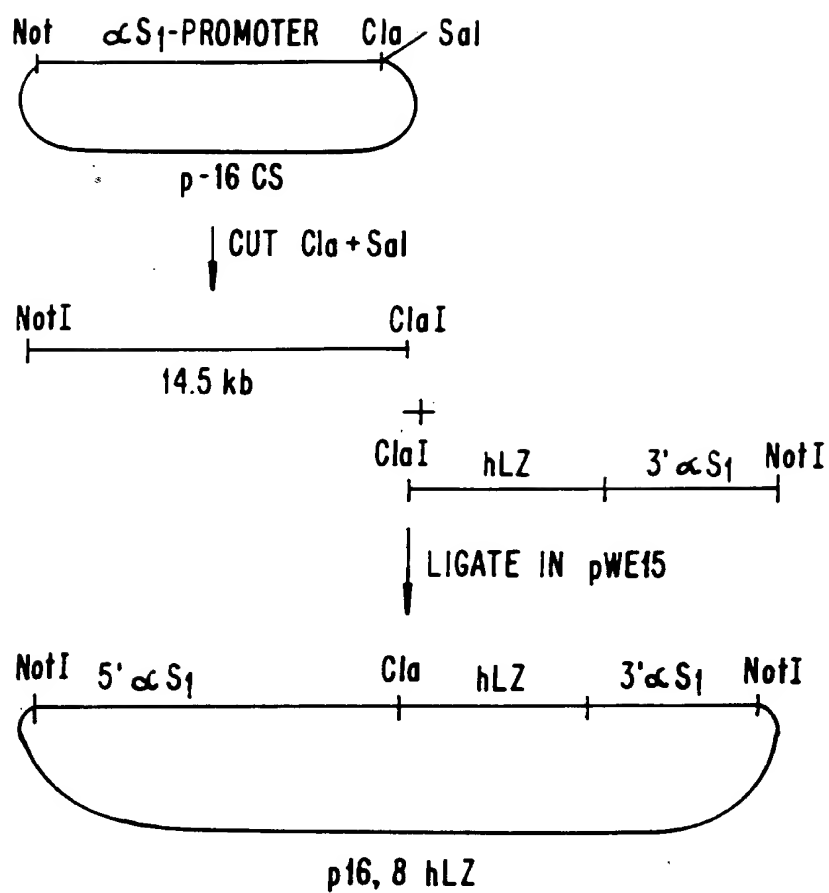 Not αS1-PROMOTER Cla Sal
p-16 CS
CUT Cla + Sal
NotI ClaI
14.5 kb
+
ClaI hLZ 3' αS1 NotI
LIGATE IN pWE15
NotI 5' αS1 Cla hLZ 3' αS1 NotI
p16, 8 hLZ